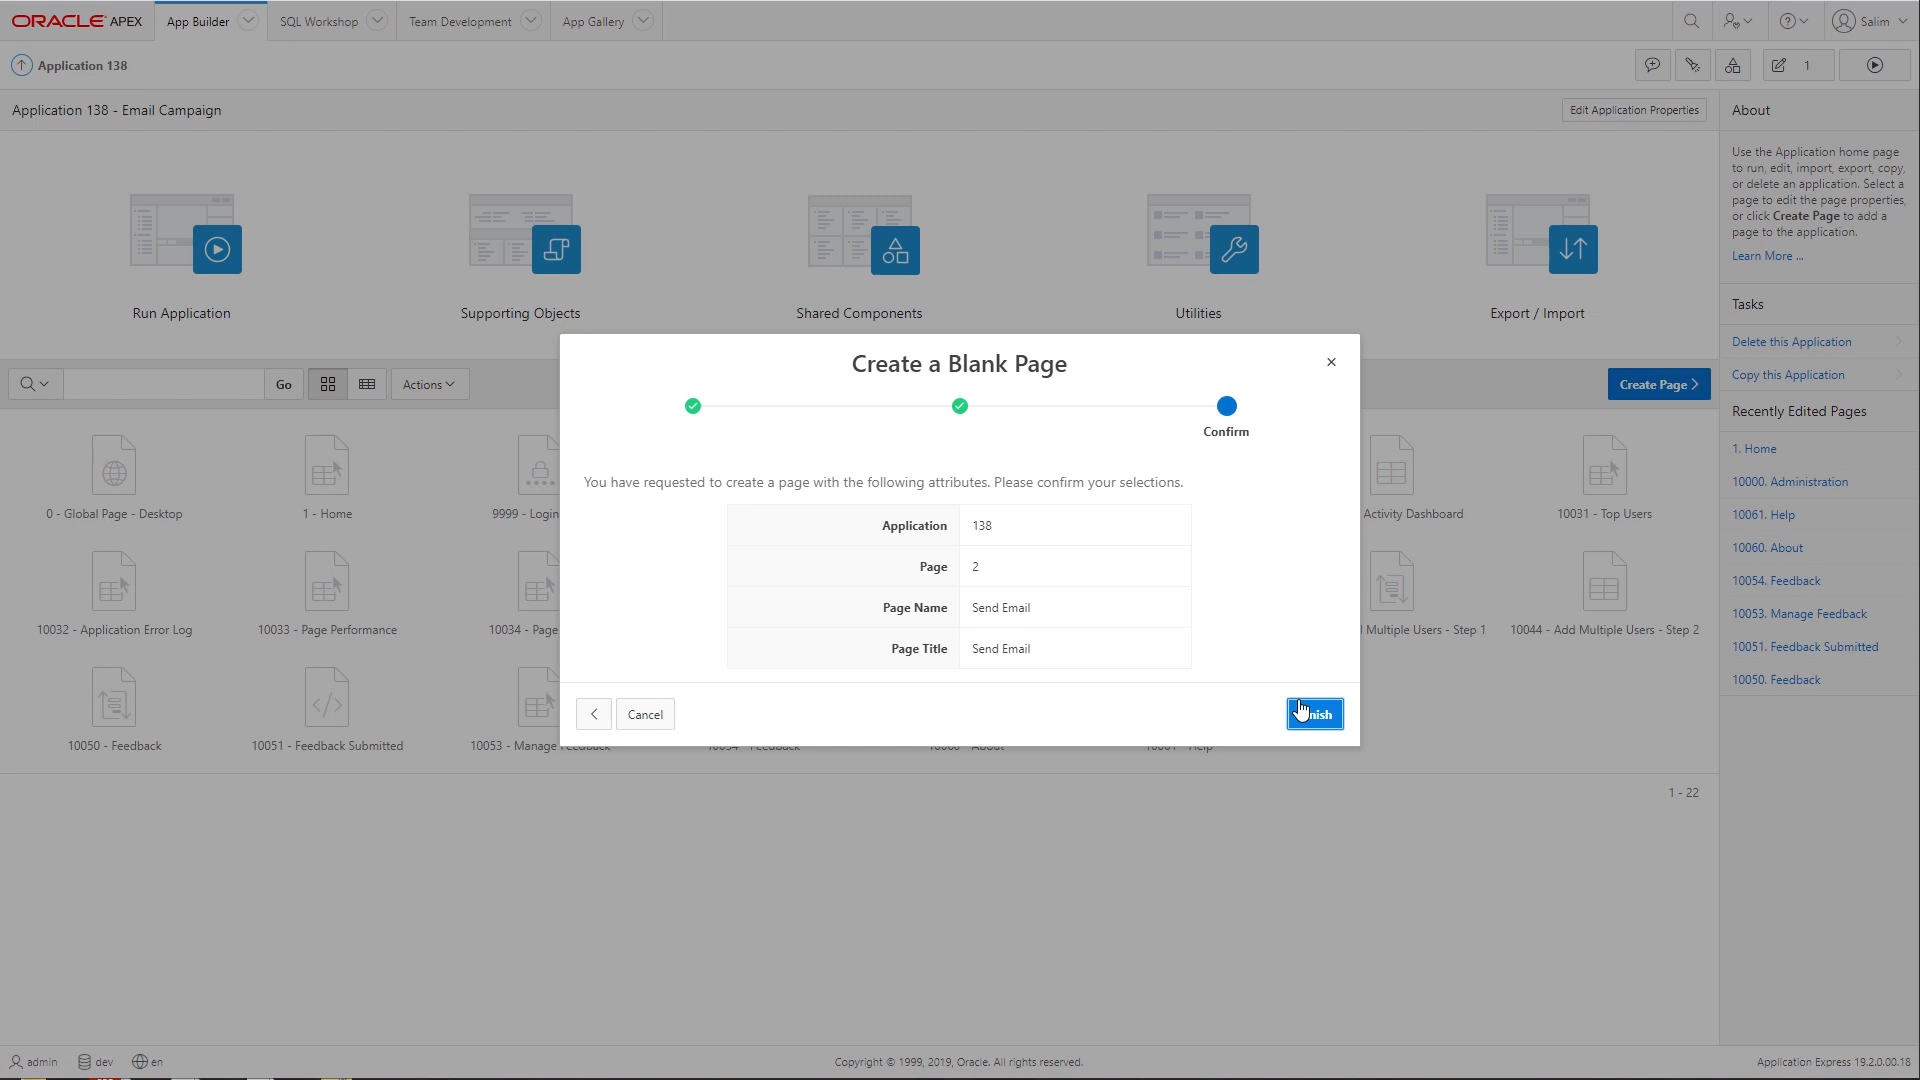 ORACLE APEX App Builder SQL Workshop Team Development App Gallery Salim
Application 138 1
Application 138 - Email Campaign Edit Application Properties About
Use the Application home page
to run, edit, import, export, copy,
or delete an application. Select a
page to edit the page properties,
or click Create Page to add a
page to the application.
Learn More ...
Run Application Supporting Objects Shared Components Utilities Export / Import
Tasks
Delete this Application
Copy this Application
Create a Blank Page
Go Actions Create Page
Recently Edited Pages
Confirm
1. Home
10000. Administration
10061. Help
10060. About
10054. Feedback
10053. Manage Feedback
10051. Feedback Submitted
10050. Feedback
You have requested to create a page with the following attributes. Please confirm your selections.
Application 138
Page 2
Page Name Send Email
Page Title Send Email
Cancel
0 - Global Page - Desktop 1 - Home 9999 - Login Activity Dashboard 10031 - Top Users
10032 - Application Error Log 10033 - Page Performance 10034 - Page Multiple Users - Step 1 10044 - Add Multiple Users - Step 2
10050 - Feedback 10051 - Feedback Submitted 10053 - Manage
1 - 22
admin dev en Copyright © 1999, 2019, Oracle. All rights reserved. Application Express 19.2.0.00.18